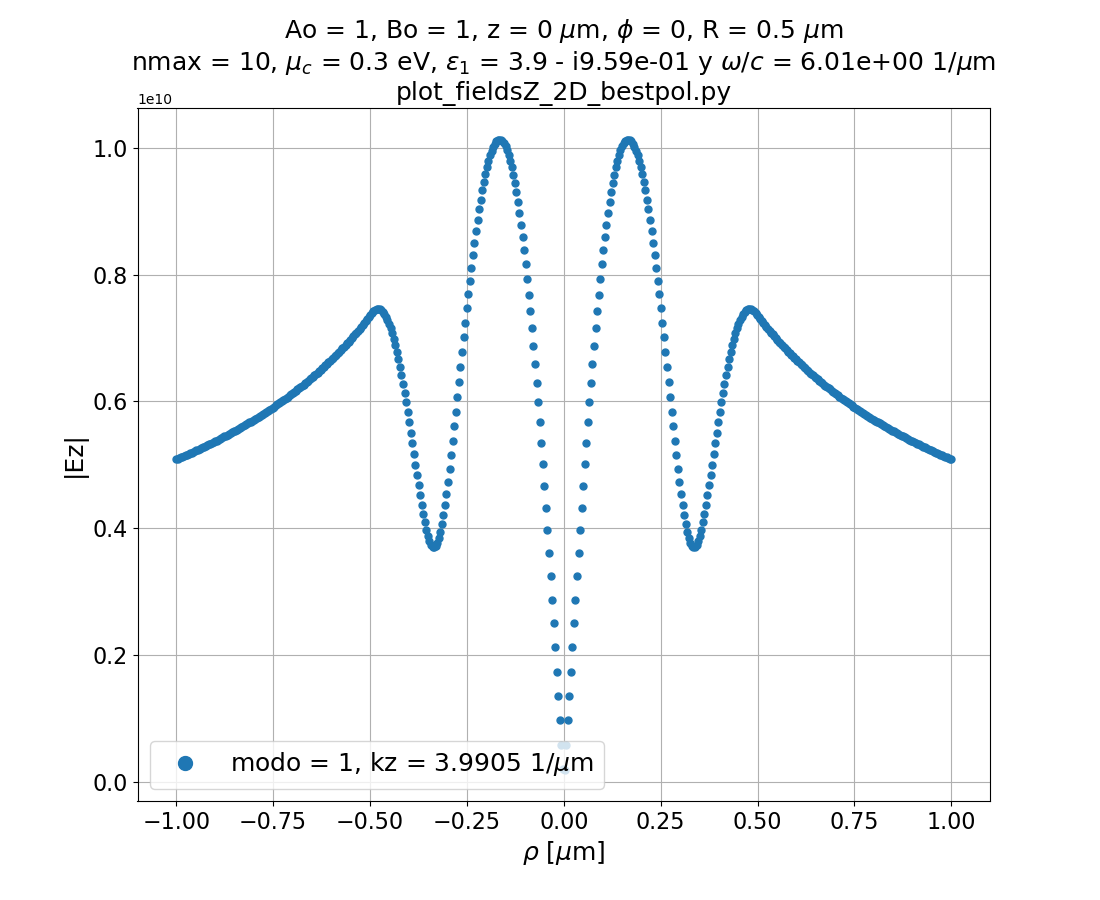 Ao = 1, Bo = 1, z = 0 μm, ϕ = 0, R = 0.5 μm
nmax = 10, μc = 0.3 eV, ε1 = 3.9 - i9.59e-01 y ω/c = 6.01e+00 1/μm
plot_fieldsZ_2D_bestpol.py
1e10
1.0
0.8
0.6
0.4
0.2
0.0
|Ez|
modo = 1, kz = 3.9905 1/μm
−1.00 −0.75 −0.50 −0.25 0.00 0.25 0.50 0.75 1.00
ρ [μm]